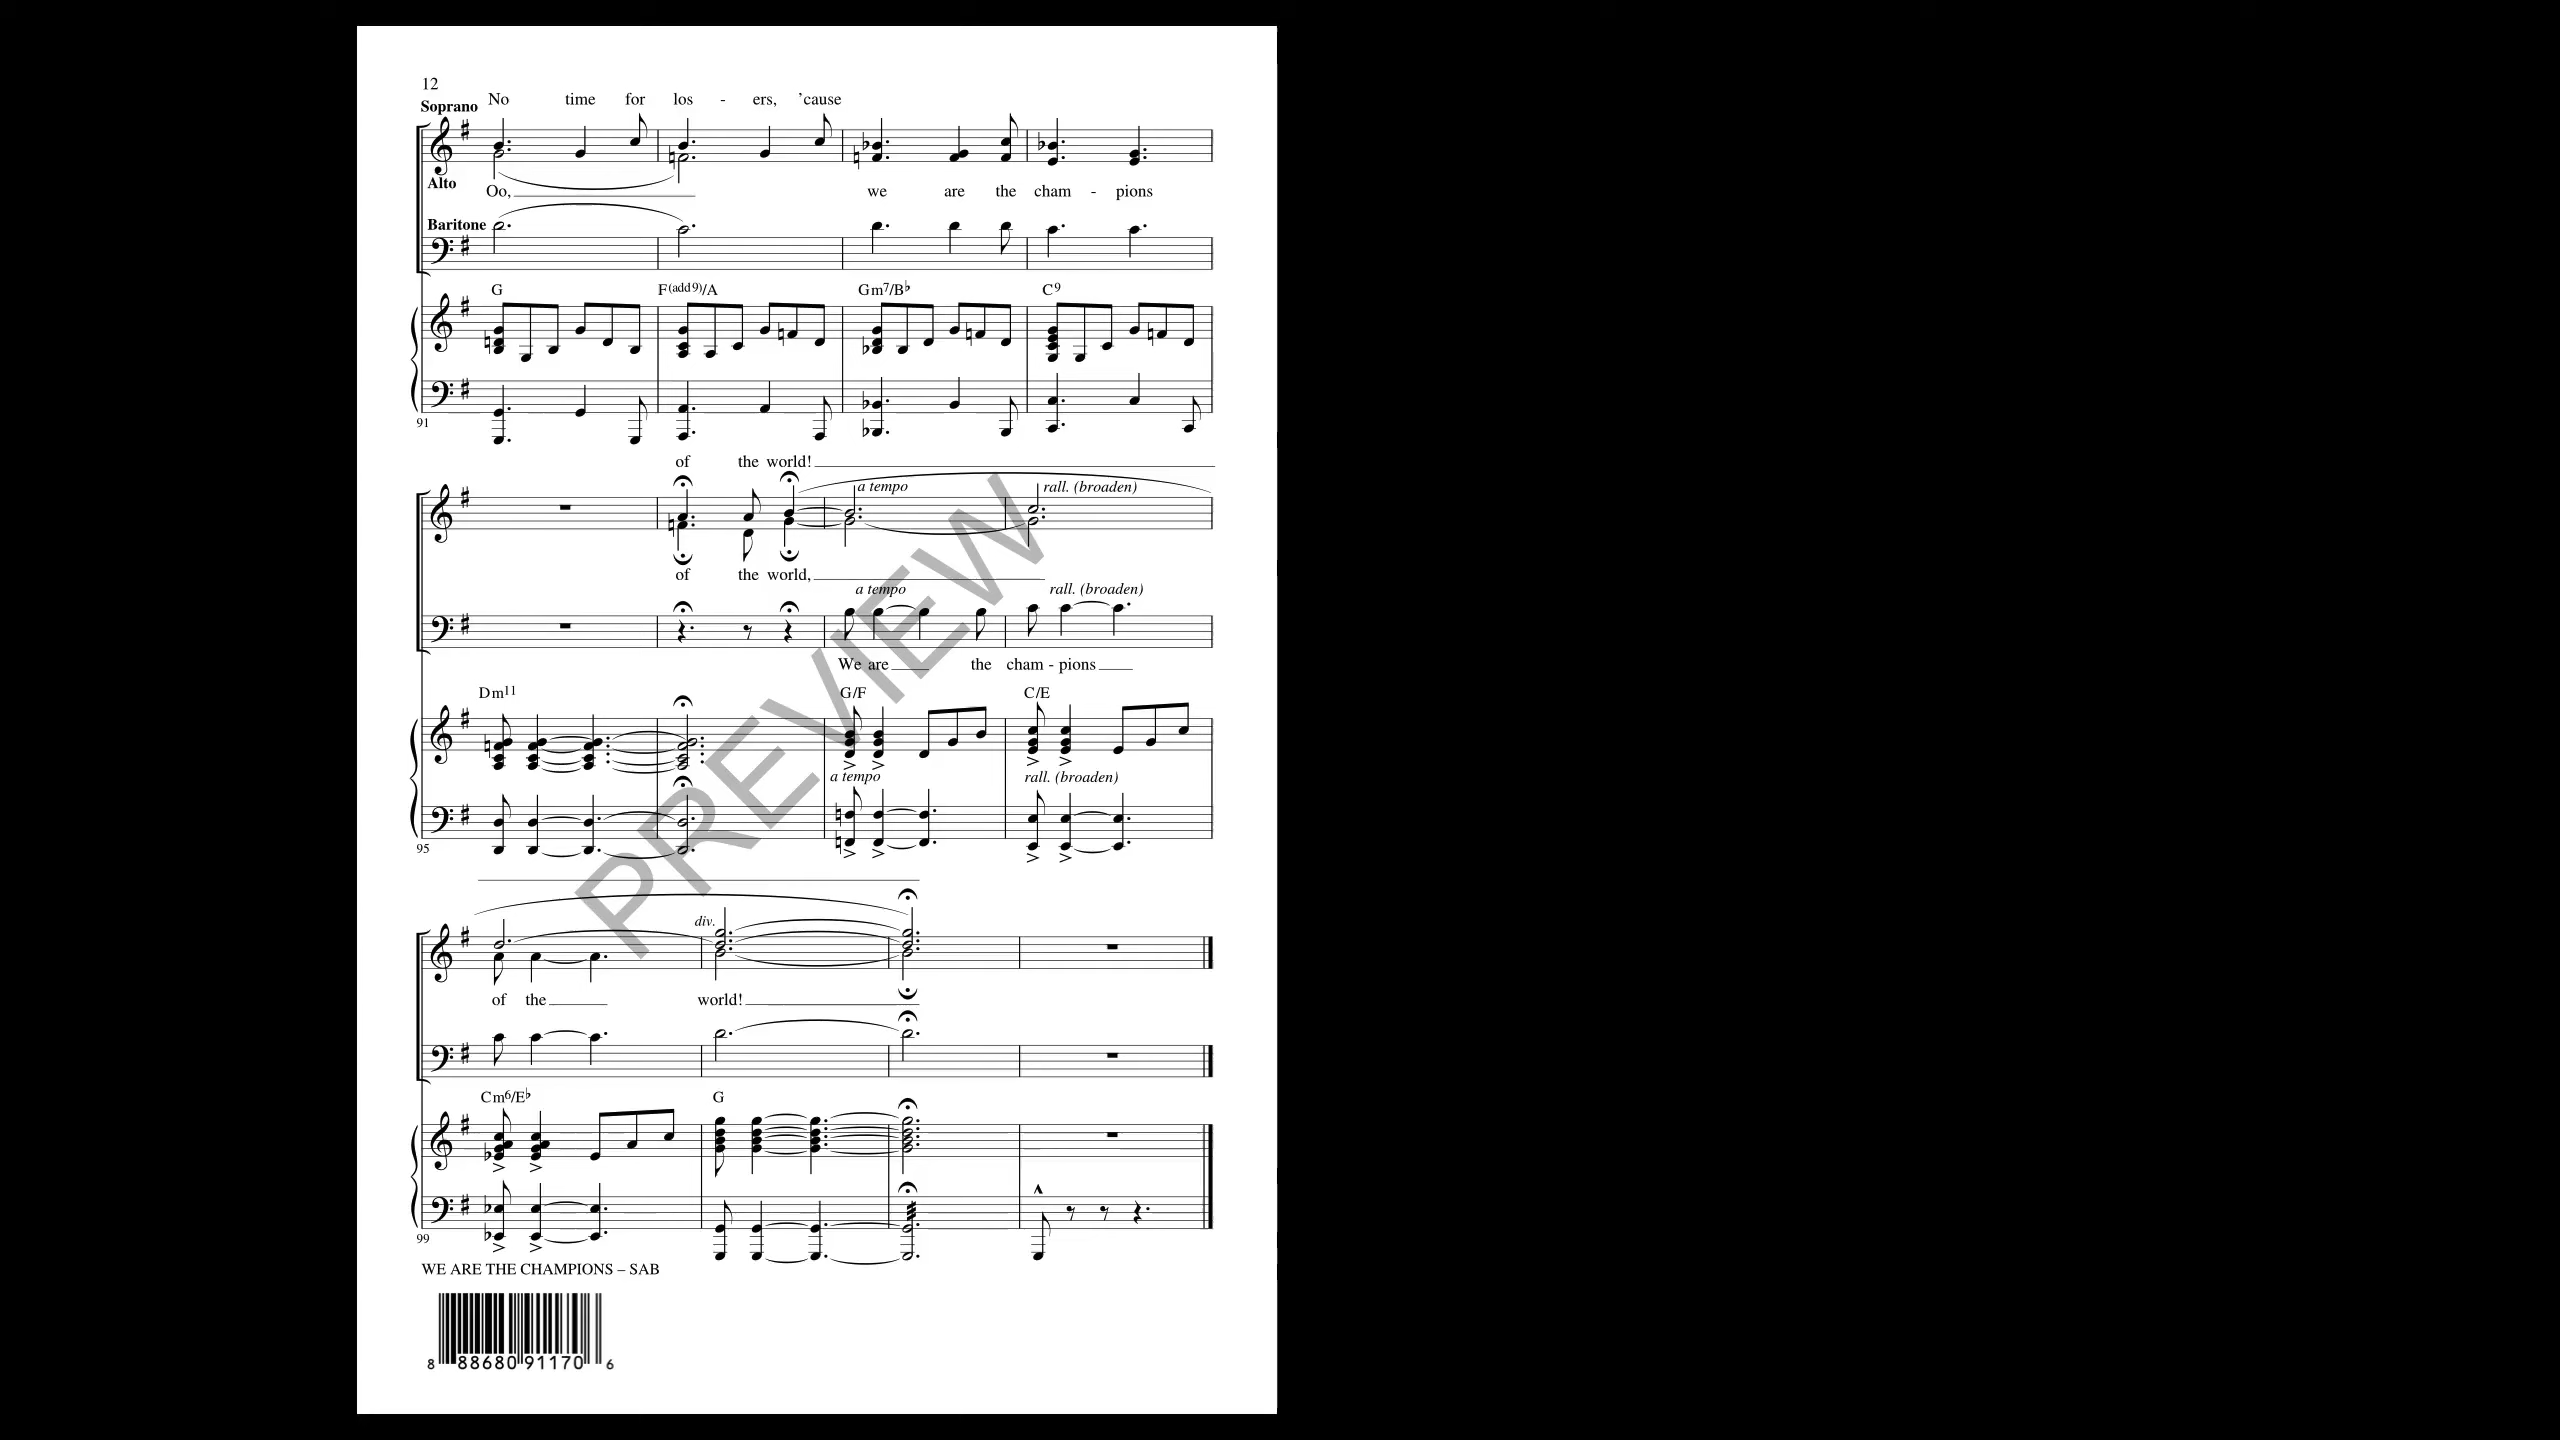 12
No time for los - ers, ’cause
Soprano
Alto
Oo, we are the cham - pions
Baritone
G F(add9)/A Gm7/B♭ C9
91
of the world!
a tempo rall. (broaden)
of the world,
a tempo rall. (broaden)
We are the cham - pions
Dm11 G/F C/E
a tempo rall. (broaden)
95
div.
of the world!
Cm6/E♭ G
99
WE ARE THE CHAMPIONS – SAB
8 88680 91170 6
PREVIEW